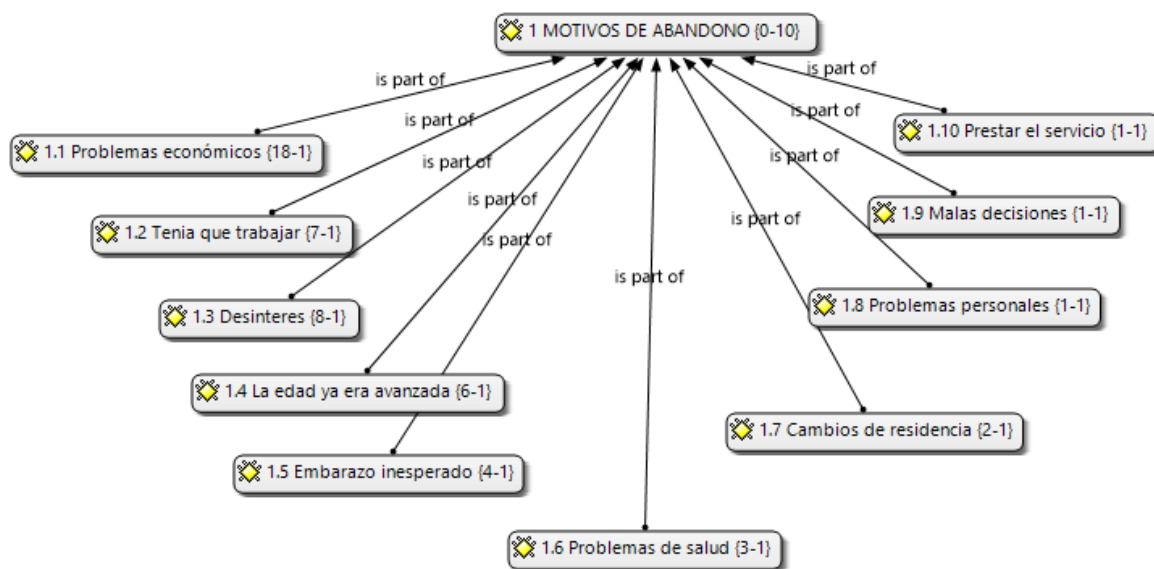 1 MOTIVOS DE ABANDONO {0-10}
is part of
is part of
is part of
is part of
is part of
is part of
is part of
is part of
is part of
is part of
1.10 Prestar el servicio {1-1}
1.1 Problemas económicos {18-1}
1.9 Malas decisiones {1-1}
1.2 Tenia que trabajar {7-1}
1.8 Problemas personales {1-1}
1.3 Desinteres {8-1}
1.4 La edad ya era avanzada {6-1}
1.7 Cambios de residencia {2-1}
1.5 Embarazo inesperado {4-1}
1.6 Problemas de salud {3-1}